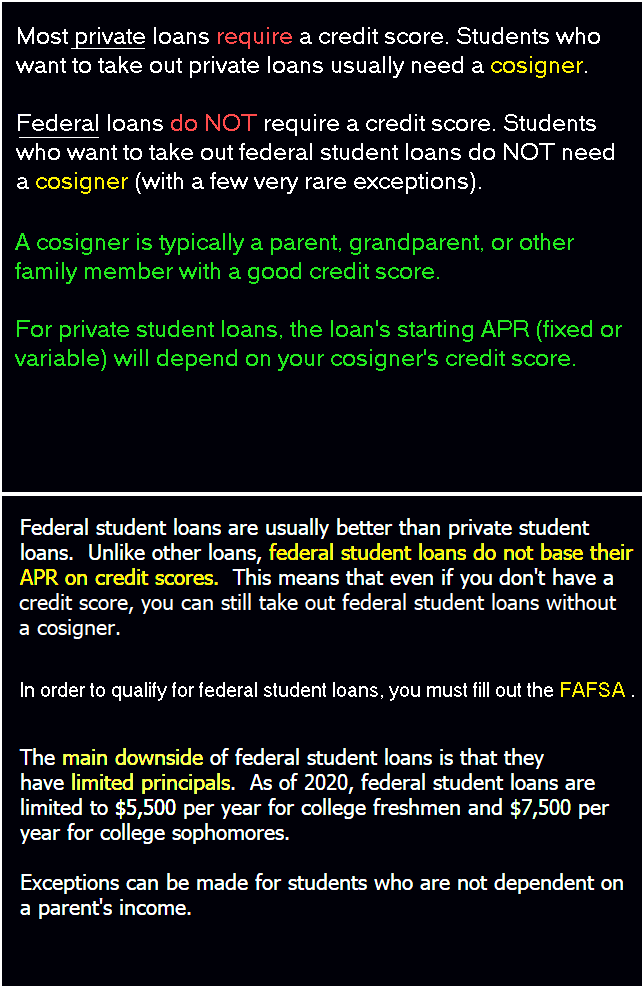 Most private loans require a credit score. Students who
want to take out private loans usually need a cosigner.
Federal loans do NOT require a credit score. Students
who want to take out federal student loans do NOT need
a cosigner (with a few very rare exceptions).
A cosigner is typically a parent, grandparent, or other
family member with a good credit score.
For private student loans, the loan's starting APR (fixed or
variable) will depend on your cosigner's credit score.
Federal student loans are usually better than private student
loans. Unlike other loans, federal student loans do not base their
APR on credit scores. This means that even if you don't have a
credit score, you can still take out federal student loans without
a cosigner.
In order to qualify for federal student loans, you must fill out the FAFSA .
The main downside of federal student loans is that they
have limited principals. As of 2020, federal student loans are
limited to $5,500 per year for college freshmen and $7,500 per
year for college sophomores.
Exceptions can be made for students who are not dependent on
a parent's income.